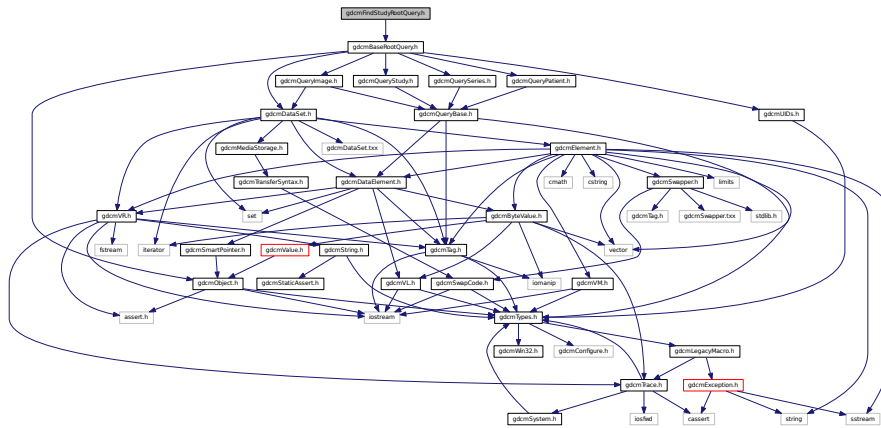 gdcmFindStudyRootQuery.h
gdcmBaseRootQuery.h
gdcmQueryImage.h
gdcmQueryStudy.h
gdcmQuerySeries.h
gdcmQueryPatient.h
gdcmDataSet.h
gdcmQueryBase.h
gdcmUIDs.h
gdcmMediaStorage.h
gdcmDataSet.txx
gdcmElement.h
gdcmTransferSyntax.h
gdcmDataElement.h
cmath
cstring
gdcmSwapper.h
limits
gdcmVR.h
set
gdcmByteValue.h
gdcmTag.h
gdcmSwapper.txx
stdlib.h
fstream
iterator
gdcmSmartPointer.h
gdcmValue.h
gdcmString.h
gdcmTag.h
vector
gdcmObject.h
gdcmStaticAssert.h
gdcmVL.h
gdcmSwapCode.h
iomanip
gdcmVM.h
assert.h
iostream
gdcmTypes.h
gdcmWin32.h
gdcmConfigure.h
gdcmLegacyMacro.h
gdcmTrace.h
gdcmException.h
gdcmSystem.h
iosfwd
cassert
string
sstream